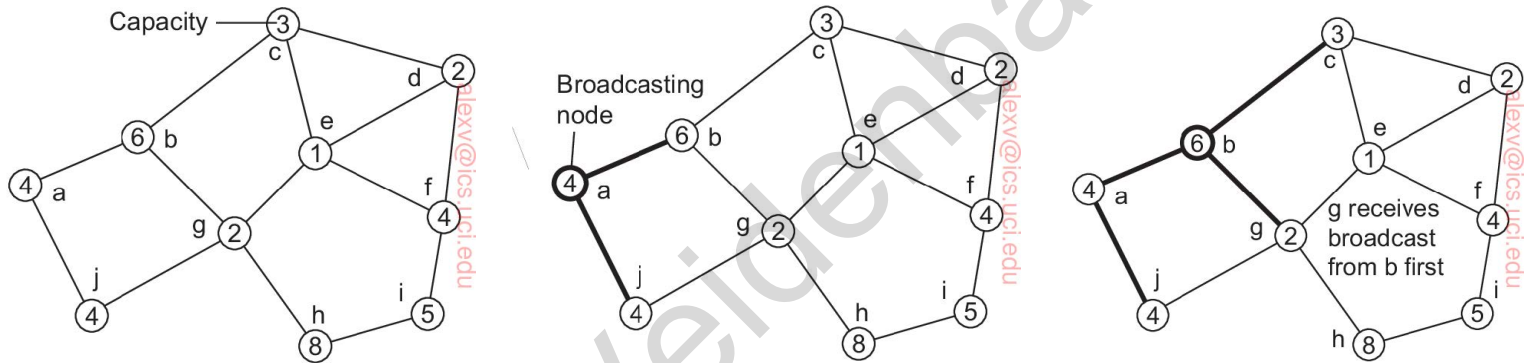 Capacity
3
c
d
2
6
b
e
1
4
a
g
2
f
4
j
4
h
8
i
5
alexv@ics.uci.edu
Broadcasting
node
3
c
d
2
6
b
e
1
4
a
g
2
f
4
j
4
h
8
i
5
alexv@ics.uci.edu
3
c
d
2
6
b
e
1
4
a
g
2
f
4
g receives
broadcast
from b first
j
4
h
8
i
5
alexv@ics.uci.edu